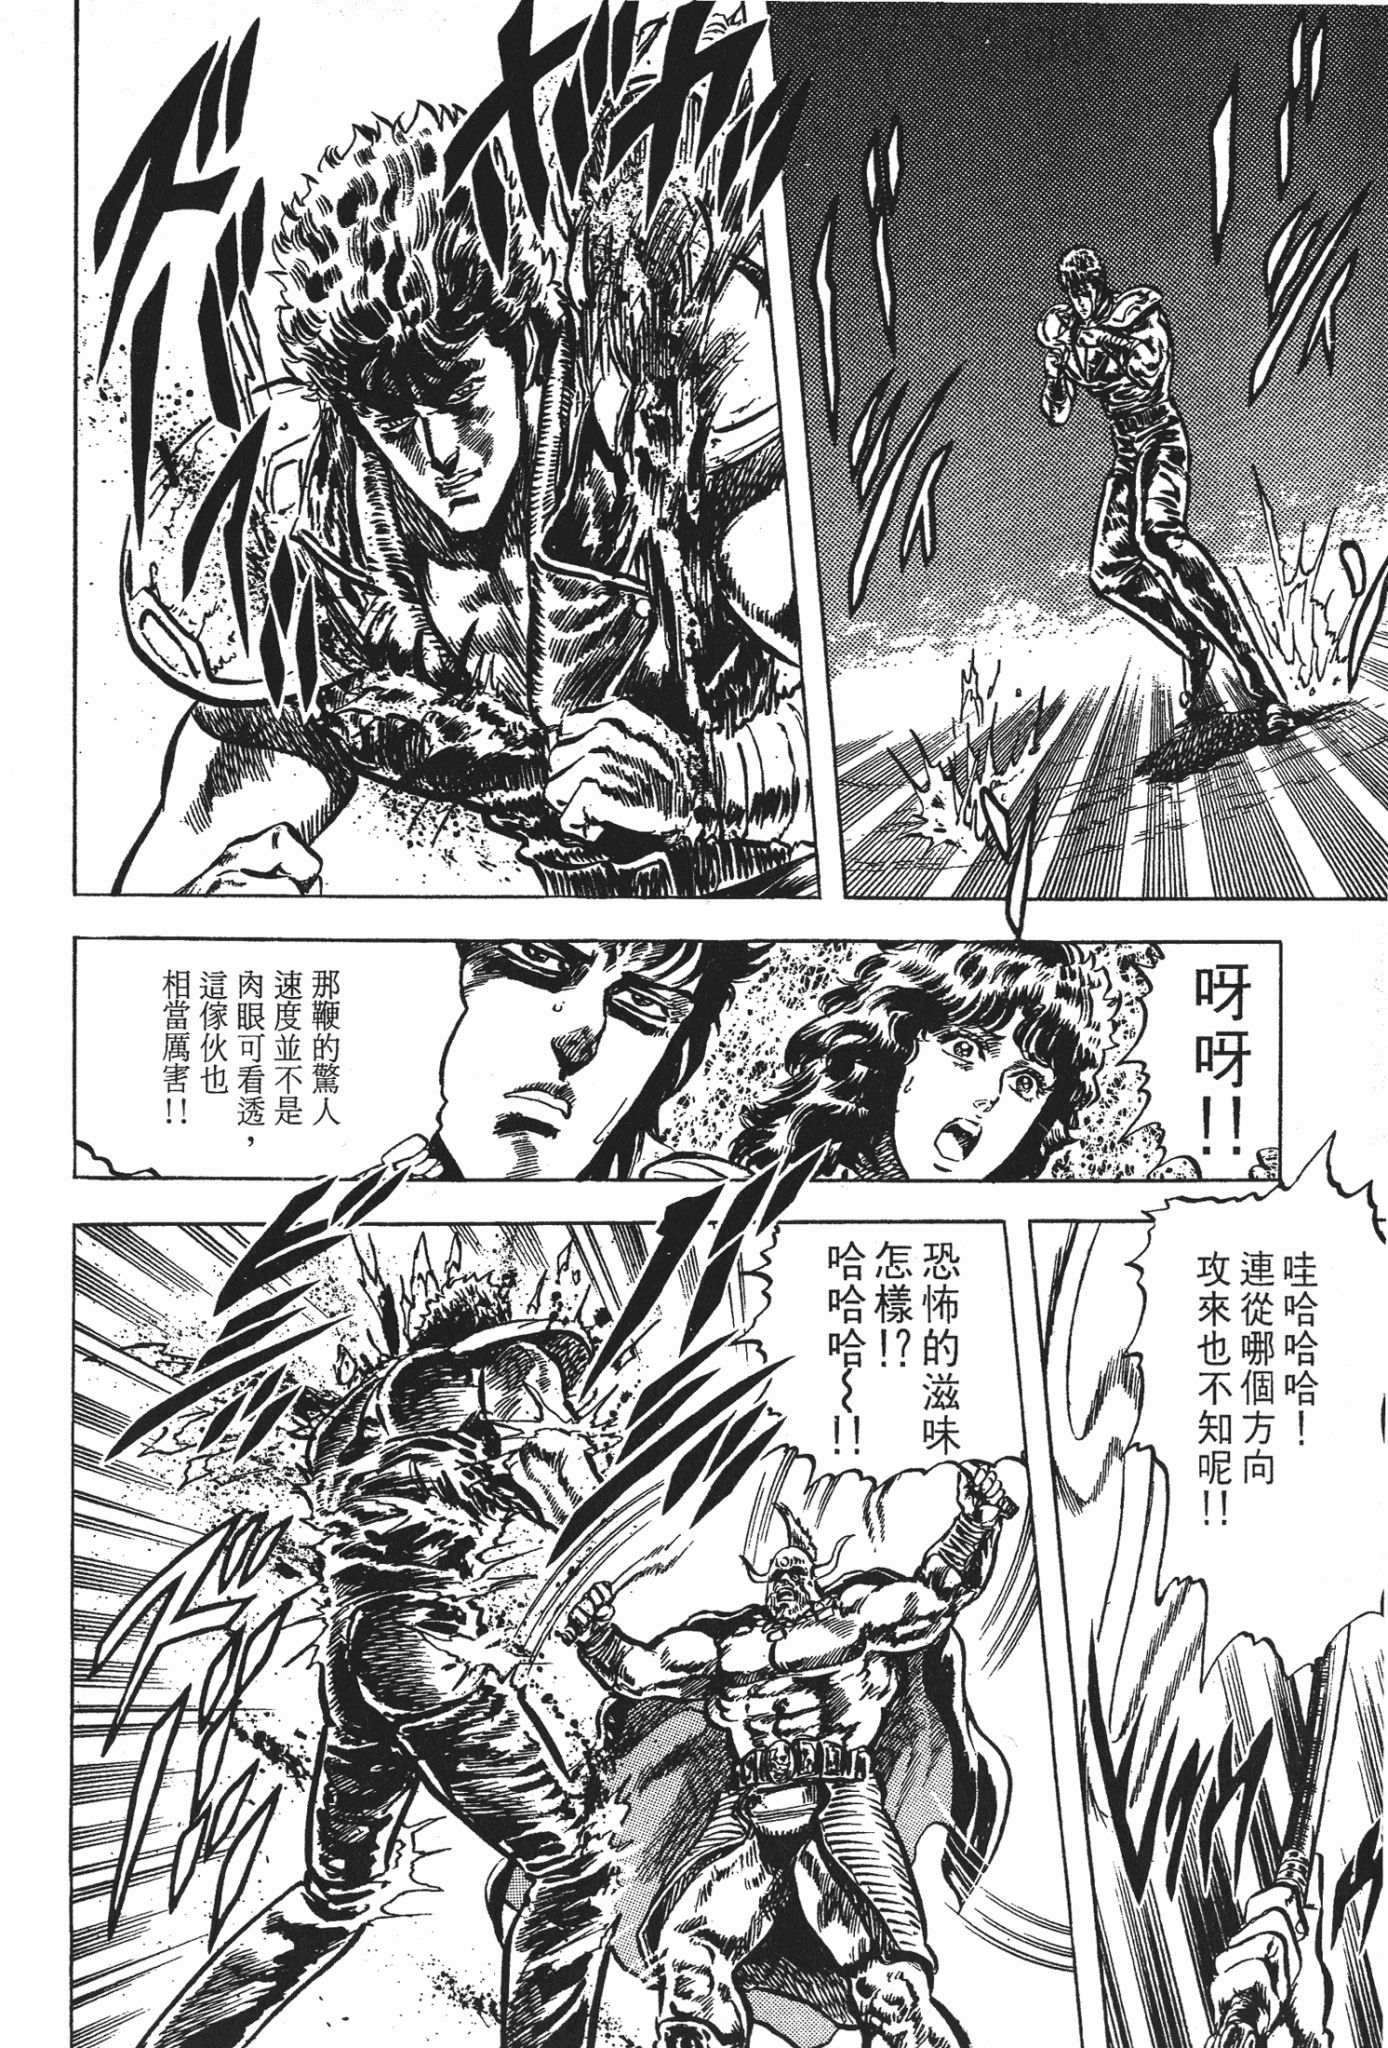 呀呀!!
那鞭的驚人
速度並不是
肉眼可看透，
這傢伙也
相當厲害!!
哇哈哈哈！
連從哪個方向
攻來也不知呢!!
恐怖的滋味
怎樣!?
哈哈哈～!!